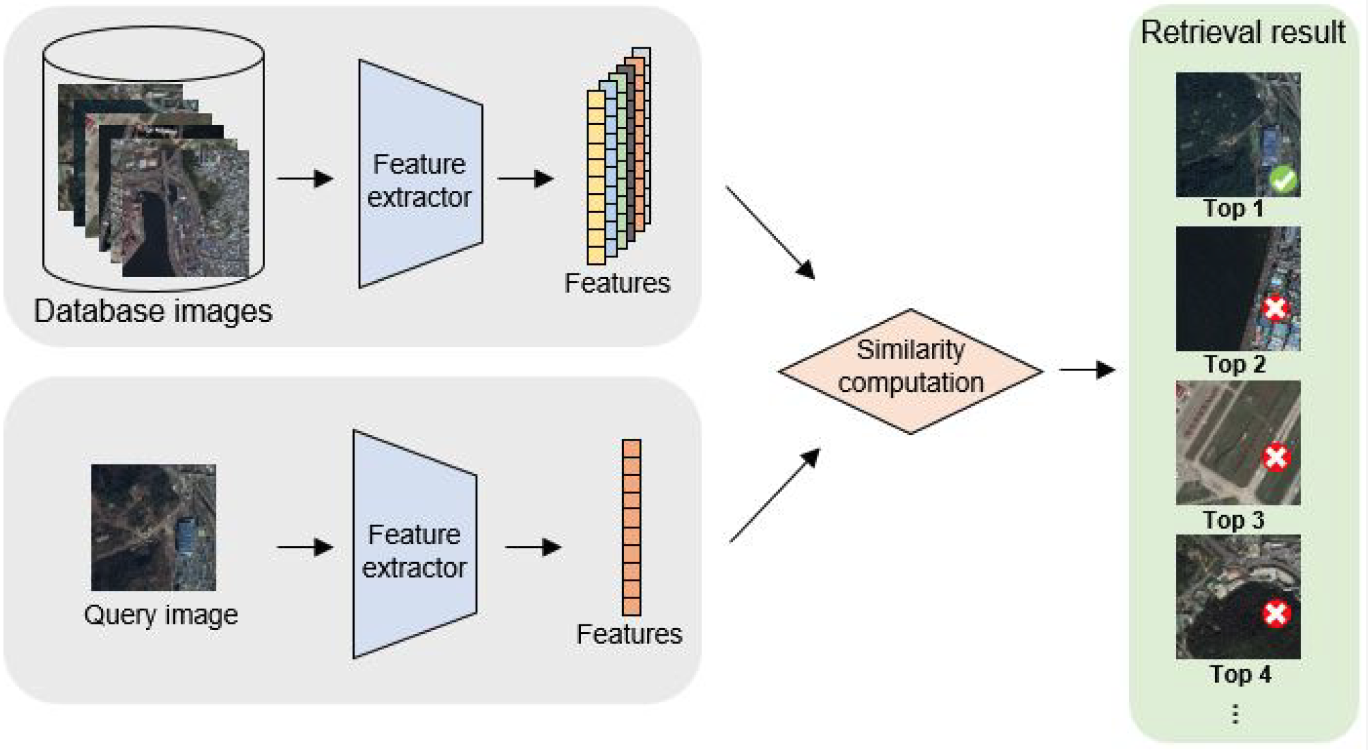 Feature
extractor
Features
Database images
Feature
extractor
Query image
Features
Similarity
computation
Retrieval result
Top 1
Top 2
Top 3
Top 4
⋮